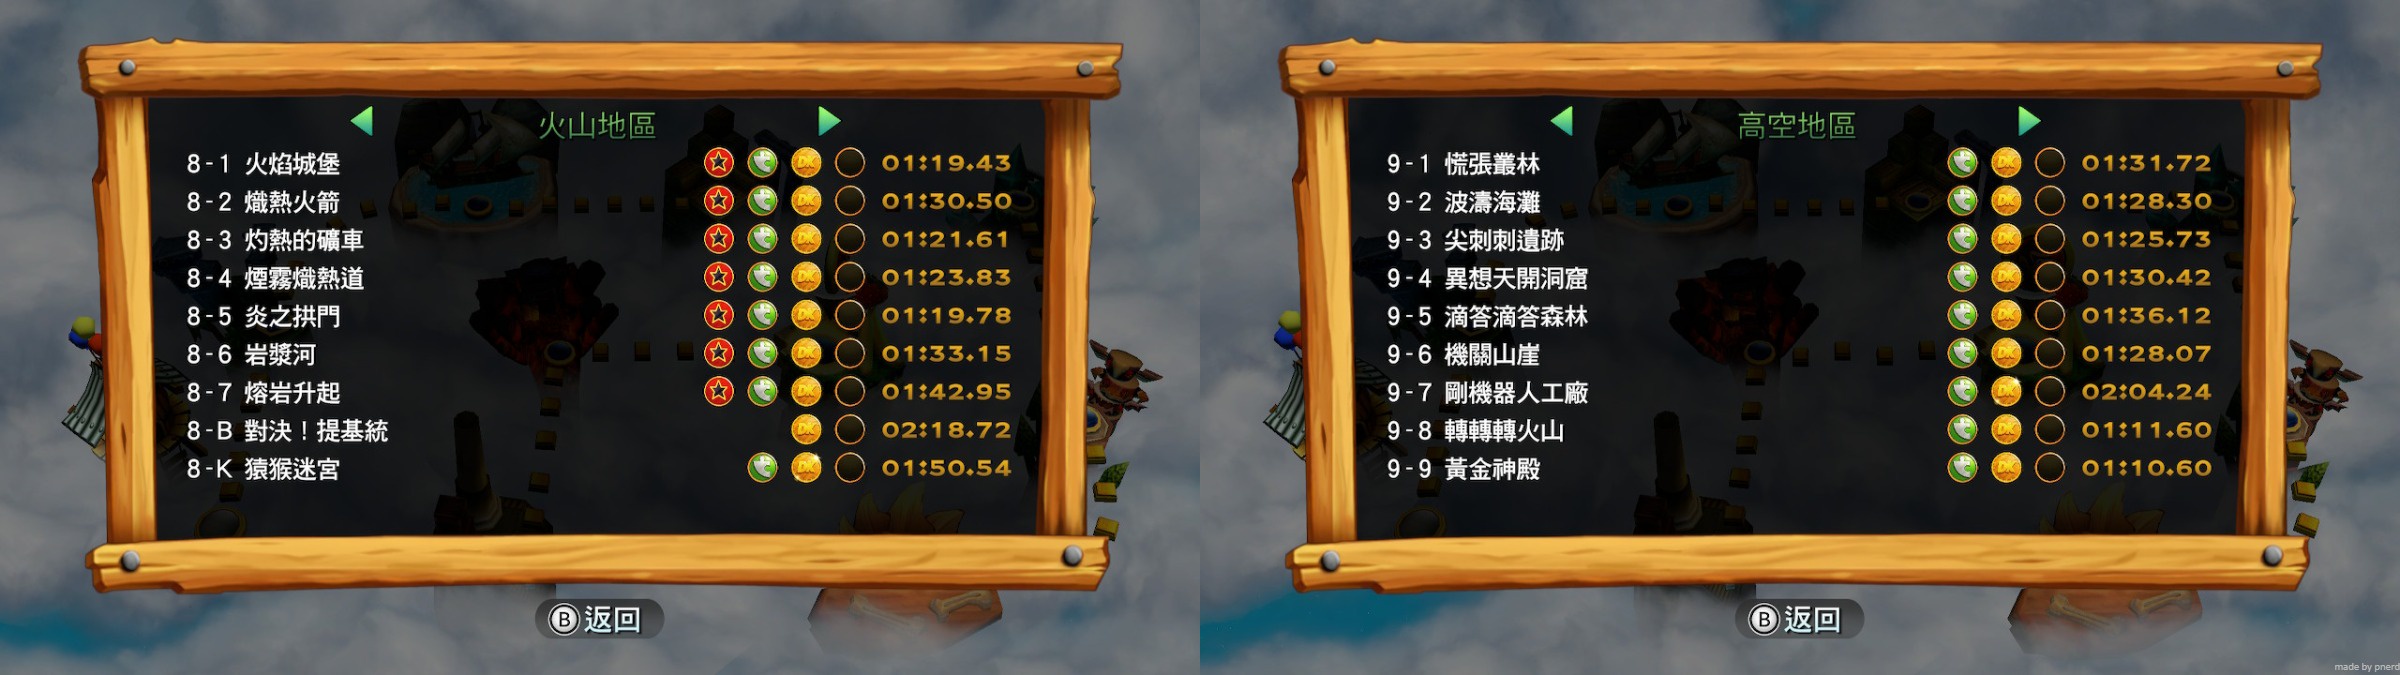 火山地區
8-1 火焰城堡 01:19.43
8-2 熾熱火箭 01:30.50
8-3 灼熱的礦車 01:21.61
8-4 煙霧熾熱道 01:23.83
8-5 炎之拱門 01:19.78
8-6 岩漿河 01:33.15
8-7 熔岩升起 01:42.95
8-B 對決！提基統 02:18.72
8-K 猿猴迷宮 01:50.54
B 返回
高空地區
9-1 慌張叢林 01:31.72
9-2 波濤海灘 01:28.30
9-3 尖刺刺遺跡 01:25.73
9-4 異想天開洞窟 01:30.42
9-5 滴答滴答森林 01:36.12
9-6 機關山崖 01:28.07
9-7 剛機器人工廠 02:04.24
9-8 轉轉轉火山 01:11.60
9-9 黃金神殿 01:10.60
B 返回
made by pnerd